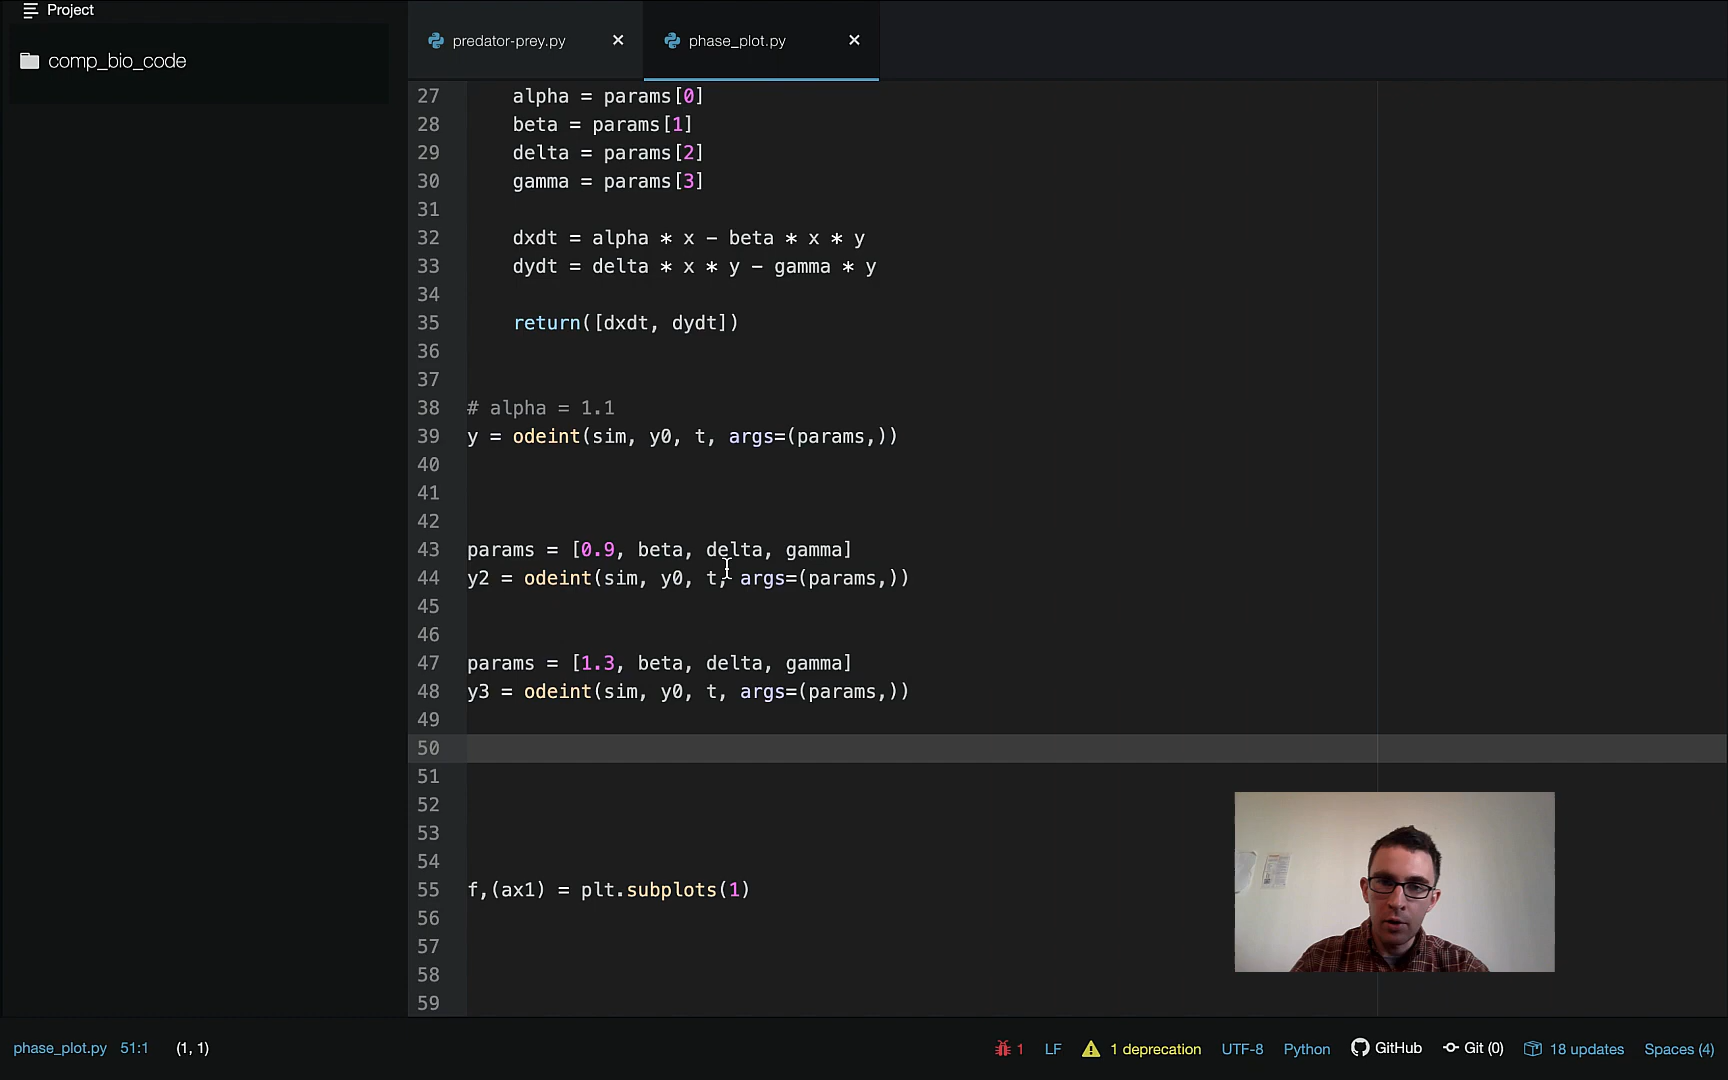 Project
comp_bio_code
predator-prey.py
phase_plot.py
27 alpha = params[0]
28 beta = params[1]
29 delta = params[2]
30 gamma = params[3]
31
32 dxdt = alpha * x - beta * x * y
33 dydt = delta * x * y - gamma * y
34
35 return([dxdt, dydt])
36
37
38 # alpha = 1.1
39 y = odeint(sim, y0, t, args=(params,))
40
41
42
43 params = [0.9, beta, delta, gamma]
44 y2 = odeint(sim, y0, t, args=(params,))
45
46
47 params = [1.3, beta, delta, gamma]
48 y3 = odeint(sim, y0, t, args=(params,))
49
50
51
52
53
54
55 f,(ax1) = plt.subplots(1)
56
57
58
59
phase_plot.py 51:1 (1, 1) 1 LF 1 deprecation UTF-8 Python GitHub Git (0) 18 updates Spaces (4)